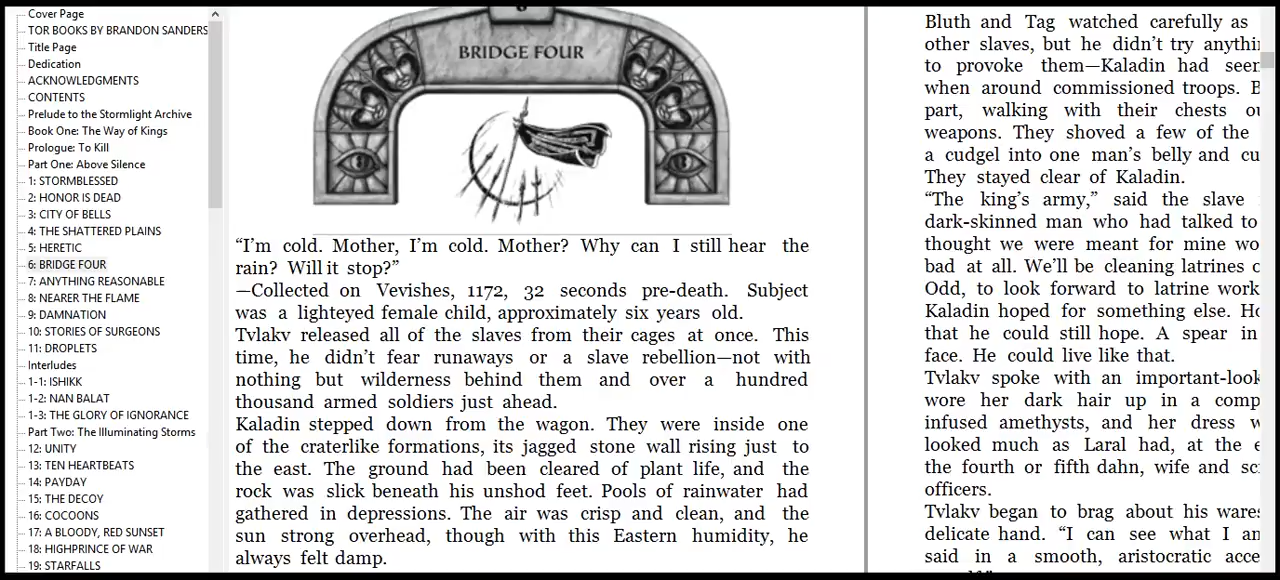 Cover Page
TOR BOOKS BY BRANDON SANDERS
Title Page
Dedication
ACKNOWLEDGMENTS
CONTENTS
Prelude to the Stormlight Archive
Book One: The Way of Kings
Prologue: To Kill
Part One: Above Silence
1: STORMBLESSED
2: HONOR IS DEAD
3: CITY OF BELLS
4: THE SHATTERED PLAINS
5: HERETIC
6: BRIDGE FOUR
7: ANYTHING REASONABLE
8: NEARER THE FLAME
9: DAMNATION
10: STORIES OF SURGEONS
11: DROPLETS
Interludes
1-1: ISHIKK
1-2: NAN BALAT
1-3: THE GLORY OF IGNORANCE
Part Two: The Illuminating Storms
12: UNITY
13: TEN HEARTBEATS
14: PAYDAY
15: THE DECOY
16: COCOONS
17: A BLOODY, RED SUNSET
18: HIGHPRINCE OF WAR
19: STARFALLS
BRIDGE FOUR
“I’m cold. Mother, I’m cold. Mother? Why can I still hear the
rain? Will it stop?”
—Collected on Vevishes, 1172, 32 seconds pre-death. Subject
was a lighteyed female child, approximately six years old.
Tvlakv released all of the slaves from their cages at once. This
time, he didn’t fear runaways or a slave rebellion—not with
nothing but wilderness behind them and over a hundred
thousand armed soldiers just ahead.
Kaladin stepped down from the wagon. They were inside one
of the craterlike formations, its jagged stone wall rising just to
the east. The ground had been cleared of plant life, and the
rock was slick beneath his unshod feet. Pools of rainwater had
gathered in depressions. The air was crisp and clean, and the
sun strong overhead, though with this Eastern humidity, he
always felt damp.
Bluth and Tag watched carefully as
other slaves, but he didn’t try anythi
to provoke them—Kaladin had seen
when around commissioned troops. B
part, walking with their chests ou
weapons. They shoved a few of the
a cudgel into one man’s belly and cu
They stayed clear of Kaladin.
“The king’s army,” said the slave
dark-skinned man who had talked to
thought we were meant for mine wo
bad at all. We’ll be cleaning latrines o
Odd, to look forward to latrine work
Kaladin hoped for something else. Ho
that he could still hope. A spear in
face. He could live like that.
Tvlakv spoke with an important-look
wore her dark hair up in a comp
infused amethysts, and her dress w
looked much as Laral had, at the e
the fourth or fifth dahn, wife and sc
officers.
Tvlakv began to brag about his wares
delicate hand. “I can see what I an
said in a smooth, aristocratic acce